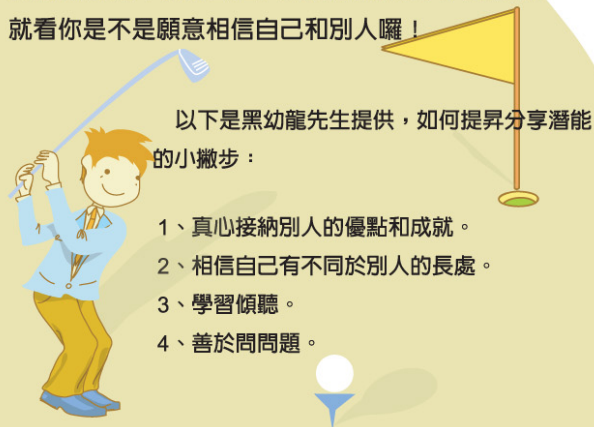 就看你是不是願意相信自己和別人囉！
以下是黑幼龍先生提供，如何提昇分享潛能
的小撇步：
1、真心接納別人的優點和成就。
2、相信自己有不同於別人的長處。
3、學習傾聽。
4、善於問問題。